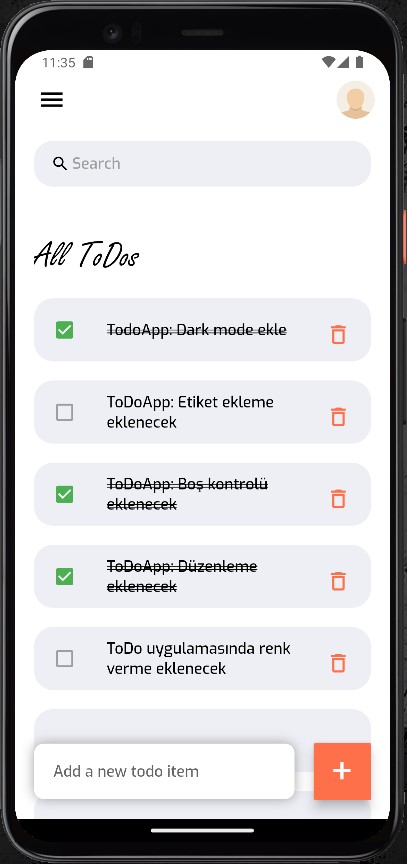 11:35
Search
All ToDos
TodoApp: Dark mode ekle
ToDoApp: Etiket ekleme
eklenecek
ToDoApp: Boş kontrolü
eklenecek
ToDoApp: Düzenleme
eklenecek
ToDo uygulamasında renk
verme eklenecek
Add a new todo item
+